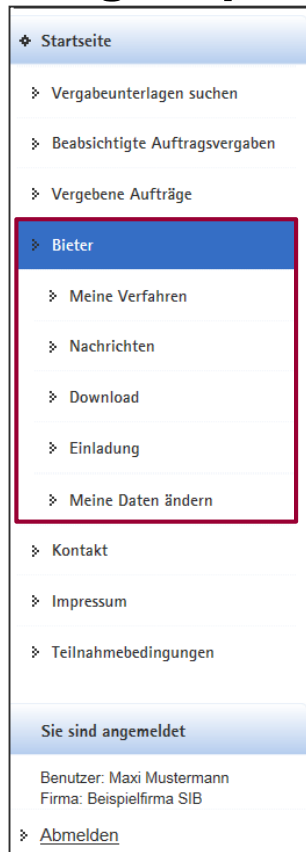 Startseite
Vergabeunterlagen suchen
Beabsichtigte Auftragsvergaben
Vergebene Aufträge
Bieter
Meine Verfahren
Nachrichten
Download
Einladung
Meine Daten ändern
Kontakt
Impressum
Teilnahmebedingungen
Sie sind angemeldet
Benutzer: Maxi Mustermann
Firma: Beispielfirma SIB
Abmelden